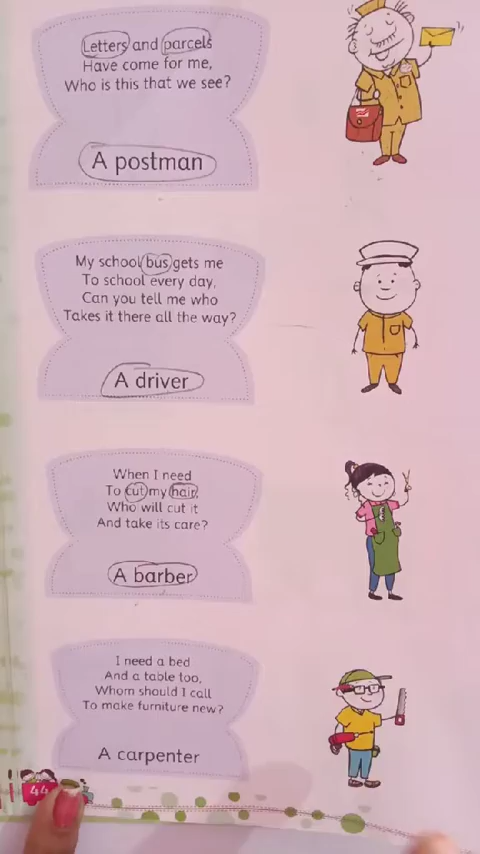 Letters and parcels
Have come for me,
Who is this that we see?
A postman
My school bus gets me
To school every day,
Can you tell me who
Takes it there all the way?
A driver
When I need
To cut my hair,
Who will cut it
And take its care?
A barber
I need a bed
And a table too,
Whom should I call
To make furniture new?
A carpenter
44